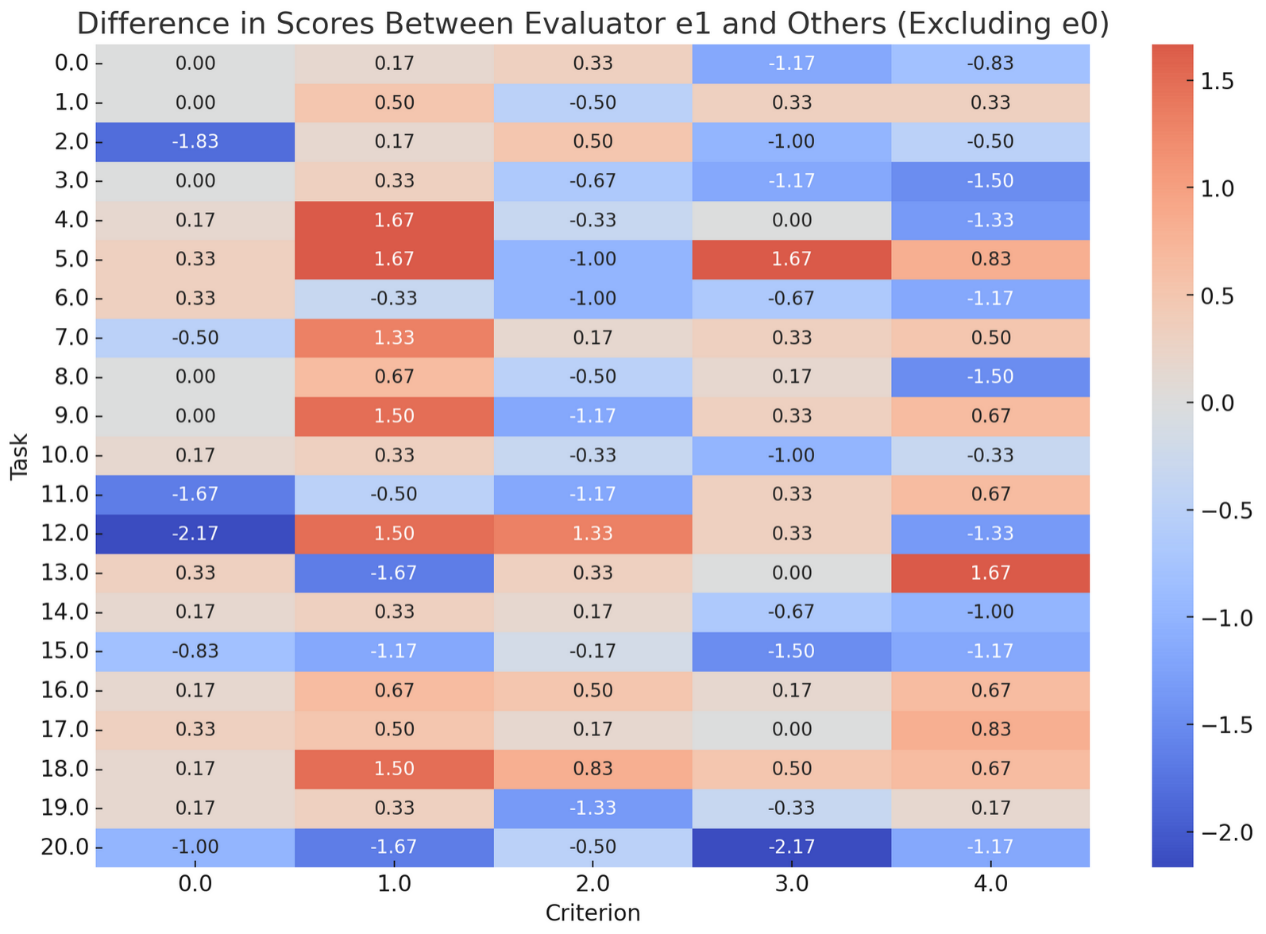 Difference in Scores Between Evaluator e1 and Others (Excluding e0)
0.0 0.00 0.17 0.33 -1.17 -0.83
1.0 0.00 0.50 -0.50 0.33 0.33
2.0 -1.83 0.17 0.50 -1.00 -0.50
3.0 0.00 0.33 -0.67 -1.17 -1.50
4.0 0.17 1.67 -0.33 0.00 -1.33
5.0 0.33 1.67 -1.00 1.67 0.83
6.0 0.33 -0.33 -1.00 -0.67 -1.17
7.0 -0.50 1.33 0.17 0.33 0.50
8.0 0.00 0.67 -0.50 0.17 -1.50
9.0 0.00 1.50 -1.17 0.33 0.67
10.0 0.17 0.33 -0.33 -1.00 -0.33
11.0 -1.67 -0.50 -1.17 0.33 0.67
12.0 -2.17 1.50 1.33 0.33 -1.33
13.0 0.33 -1.67 0.33 0.00 1.67
14.0 0.17 0.33 0.17 -0.67 -1.00
15.0 -0.83 -1.17 -0.17 -1.50 -1.17
16.0 0.17 0.67 0.50 0.17 0.67
17.0 0.33 0.50 0.17 0.00 0.83
18.0 0.17 1.50 0.83 0.50 0.67
19.0 0.17 0.33 -1.33 -0.33 0.17
20.0 -1.00 -1.67 -0.50 -2.17 -1.17
0.0 1.0 2.0 3.0 4.0
Criterion
Task
1.5
1.0
0.5
0.0
−0.5
−1.0
−1.5
−2.0